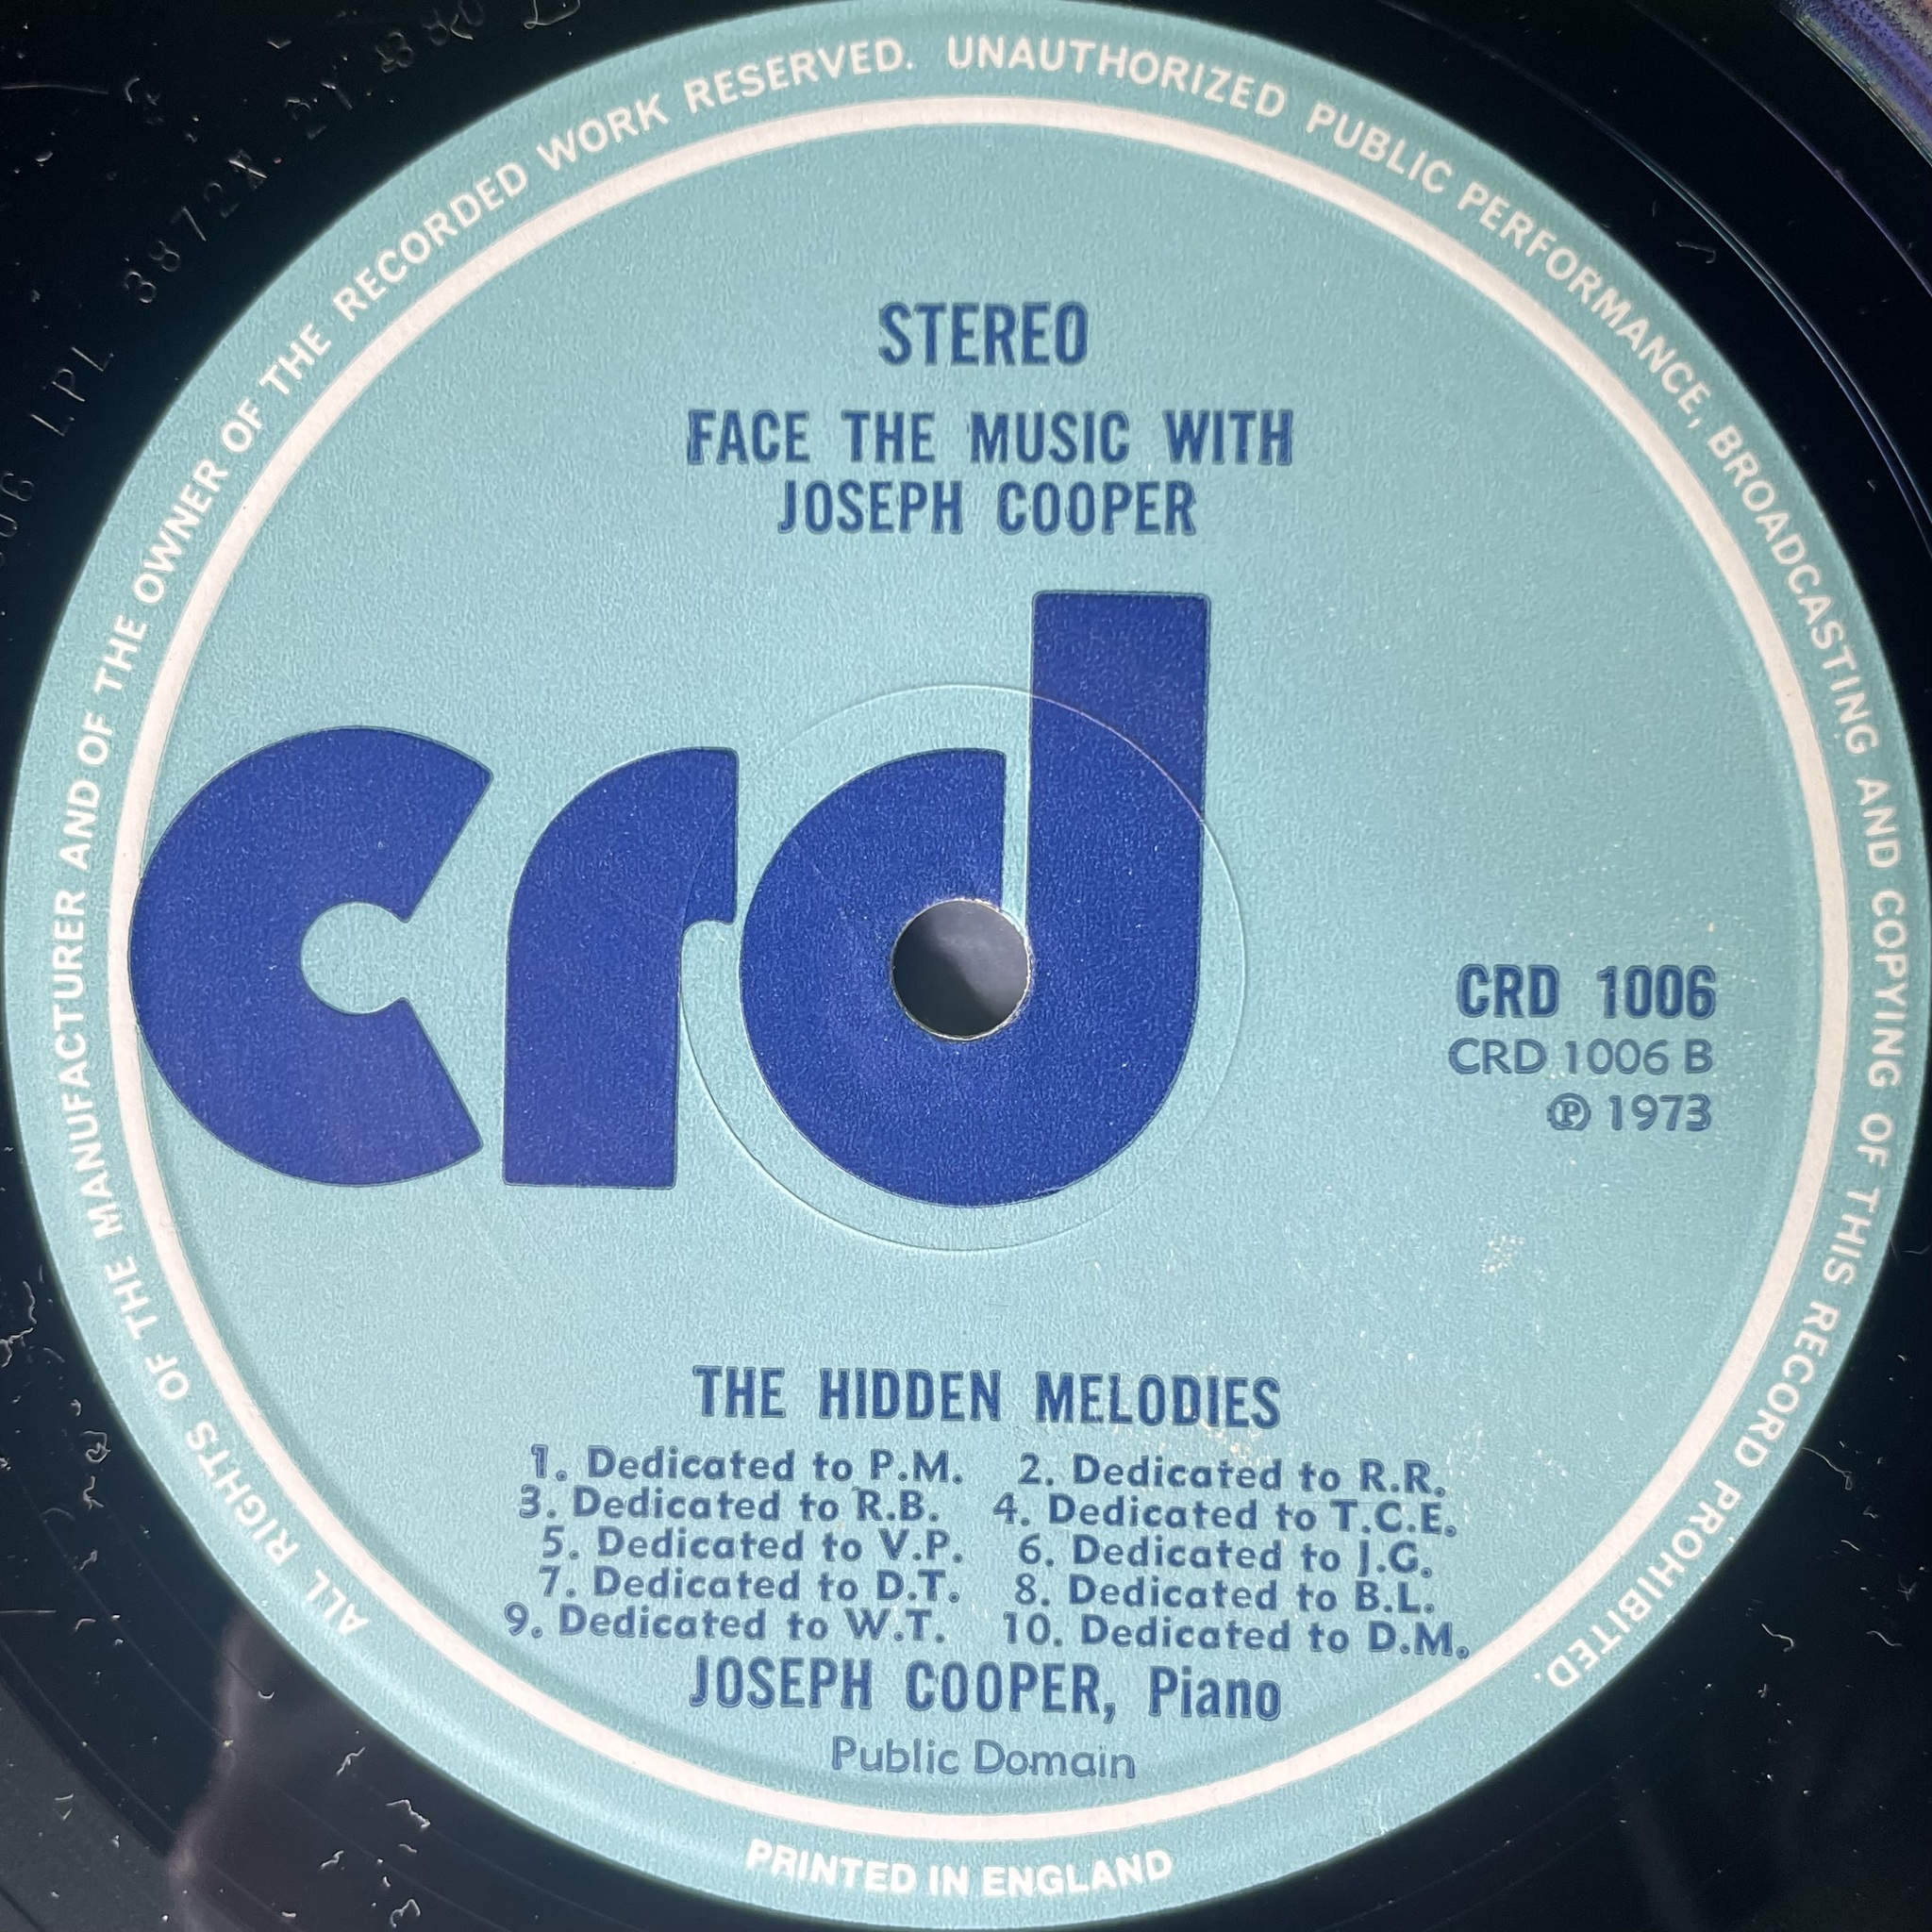 ALL RIGHTS OF THE MANUFACTURER AND OF THE OWNER OF THE RECORDED WORK RESERVED. UNAUTHORIZED PUBLIC PERFORMANCE, BROADCASTING AND COPYING OF THIS RECORD PROHIBITED.
STEREO
FACE THE MUSIC WITH
JOSEPH COOPER
crd
CRD 1006
CRD 1006 B
℗ 1973
THE HIDDEN MELODIES
1. Dedicated to P.M. 2. Dedicated to R.R.
3. Dedicated to R.B. 4. Dedicated to T.C.E.
5. Dedicated to V.P. 6. Dedicated to J.G.
7. Dedicated to D.T. 8. Dedicated to B.L.
9. Dedicated to W.T. 10. Dedicated to D.M.
JOSEPH COOPER, Piano
Public Domain
PRINTED IN ENGLAND